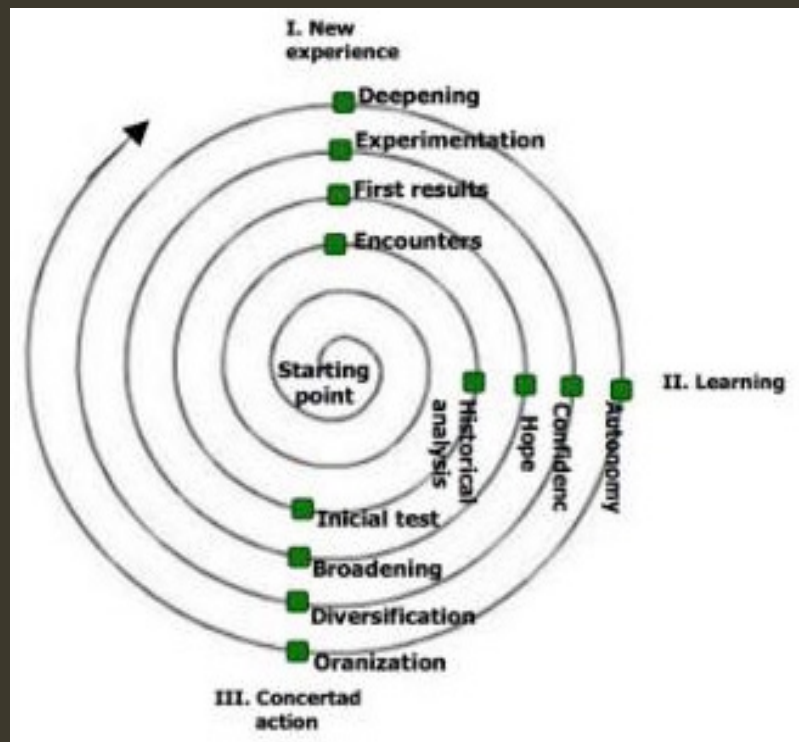 I. New
experience
Deepening
Experimentation
First results
Encounters
Starting
point
II. Learning
Historical
analysis
Hope
Confidenc
Autonomy
Inicial test
Broadening
Diversification
Oranization
III. Concertad
action